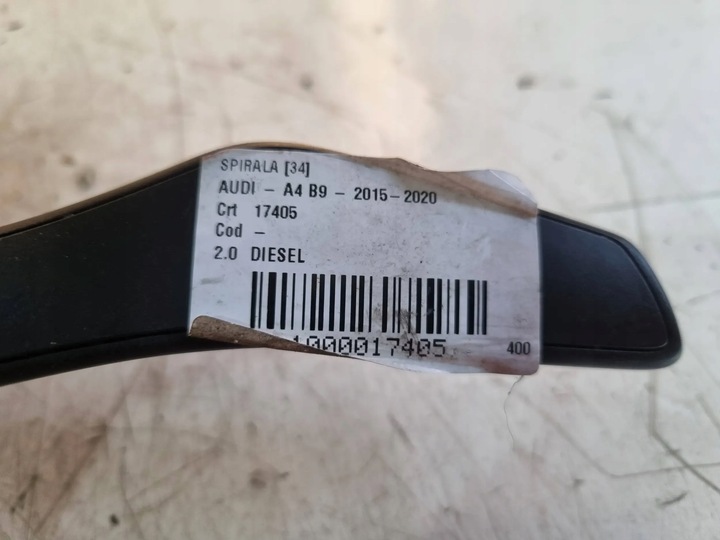 SPIRALA [34]
AUDI - A4 B9 - 2015-2020
Crt 17405
Cod -
2.0 DIESEL
1000017405
400